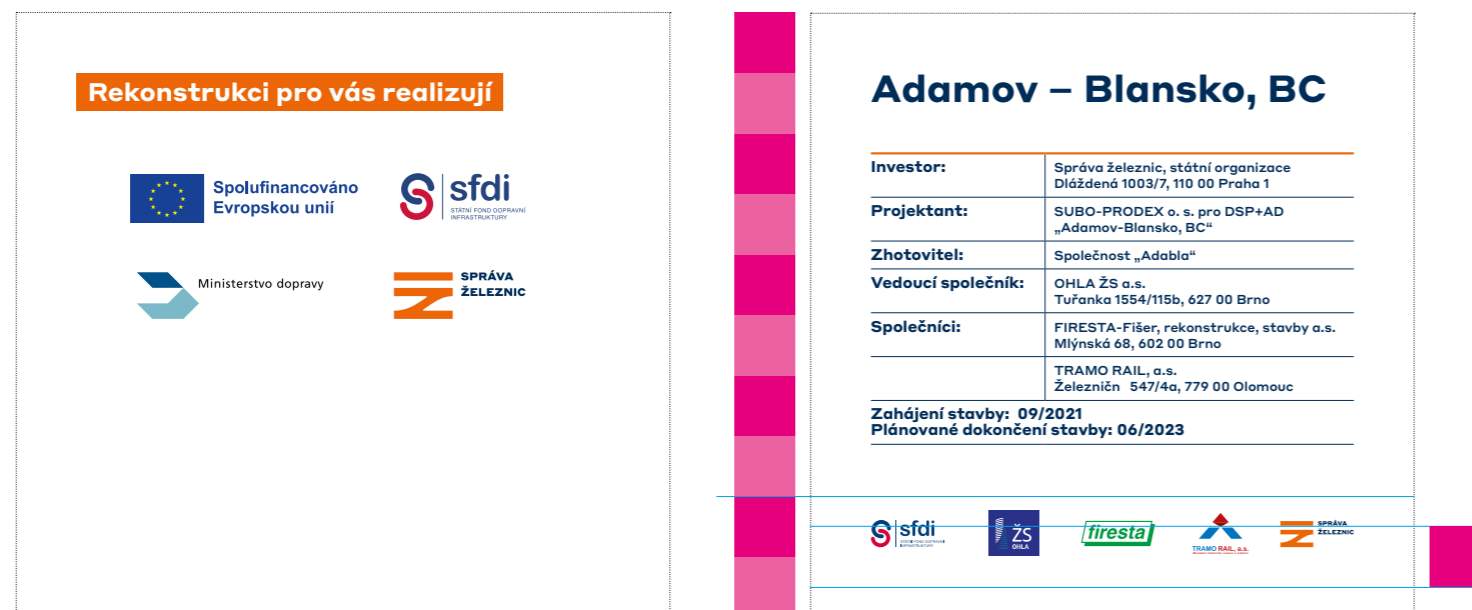 Rekonstrukci pro vás realizují
Spolufinancováno
Evropskou unií
sfdi
STÁTNÍ FOND DOPRAVNÍ
INFRASTRUKTURY
Ministerstvo dopravy
SPRÁVA
ŽELEZNIC
Adamov – Blansko, BC
Investor:
Správa železnic, státní organizace
Dlážděná 1003/7, 110 00 Praha 1
Projektant:
SUBO-PRODEX o. s. pro DSP+AD
„Adamov-Blansko, BC“
Zhotovitel:
Společnost „Adabla“
Vedoucí společník:
OHLA ŽS a.s.
Tuřanka 1554/115b, 627 00 Brno
Společníci:
FIRESTA-Fišer, rekonstrukce, stavby a.s.
Mlýnská 68, 602 00 Brno
TRAMO RAIL, a.s.
Železničn 547/4a, 779 00 Olomouc
Zahájení stavby: 09/2021
Plánované dokončení stavby: 06/2023
sfdi
STÁTNÍ FOND DOPRAVNÍ
INFRASTRUKTURY
ŽS
OHLA
firesta
TRAMO RAIL, a.s.
SPRÁVA
ŽELEZNIC